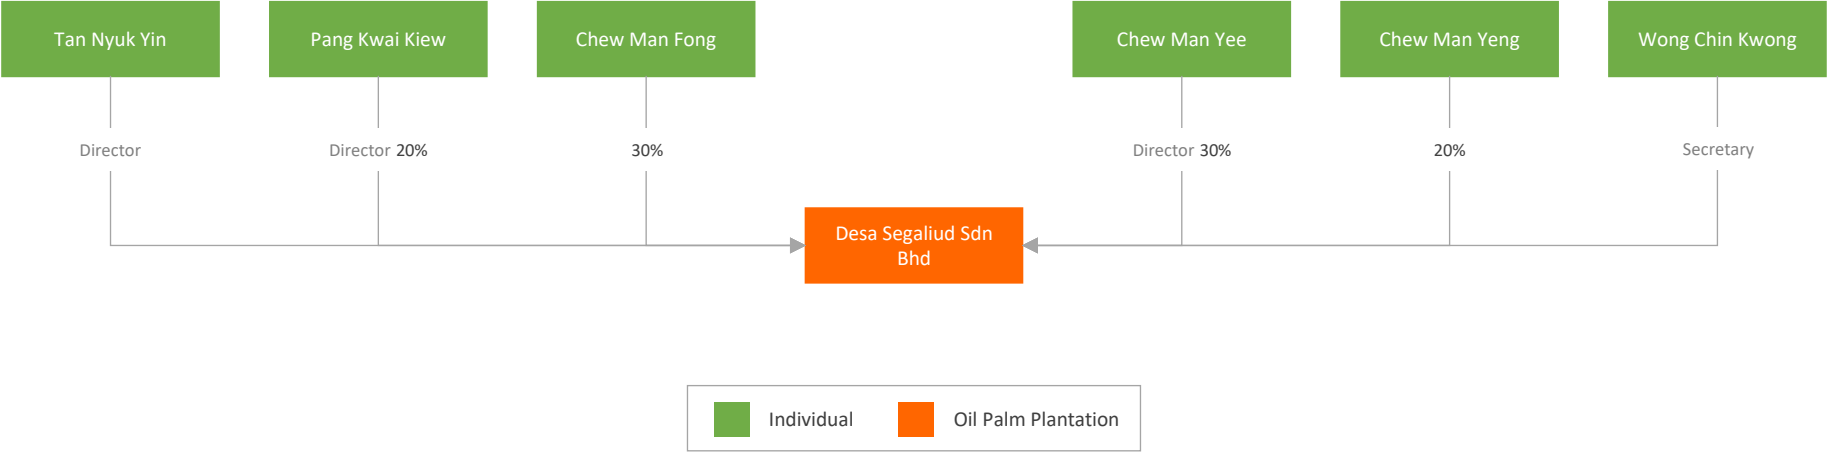 Tan Nyuk Yin
Pang Kwai Kiew
Chew Man Fong
Chew Man Yee
Chew Man Yeng
Wong Chin Kwong
Director
Director 20%
30%
Director 30%
20%
Secretary
Desa Segaliud Sdn
Bhd
Individual
Oil Palm Plantation